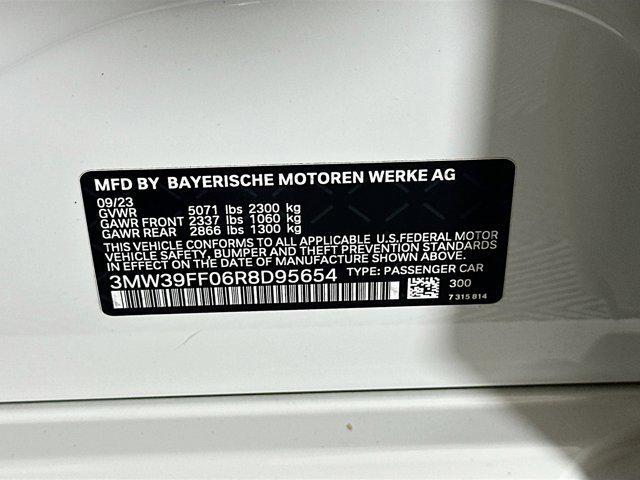 MFD BY BAYERISCHE MOTOREN WERKE AG
09/23
GVWR 5071 lbs 2300 kg
GAWR FRONT 2337 lbs 1060 kg
GAWR REAR 2866 lbs 1300 kg
THIS VEHICLE CONFORMS TO ALL APPLICABLE U.S.FEDERAL MOTOR
VEHICLE SAFETY, BUMPER AND THEFT PREVENTION STANDARDS
IN EFFECT ON THE DATE OF MANUFACTURE SHOWN ABOVE.
3MW39FF06R8D95654 TYPE: PASSENGER CAR
300
7 315 814